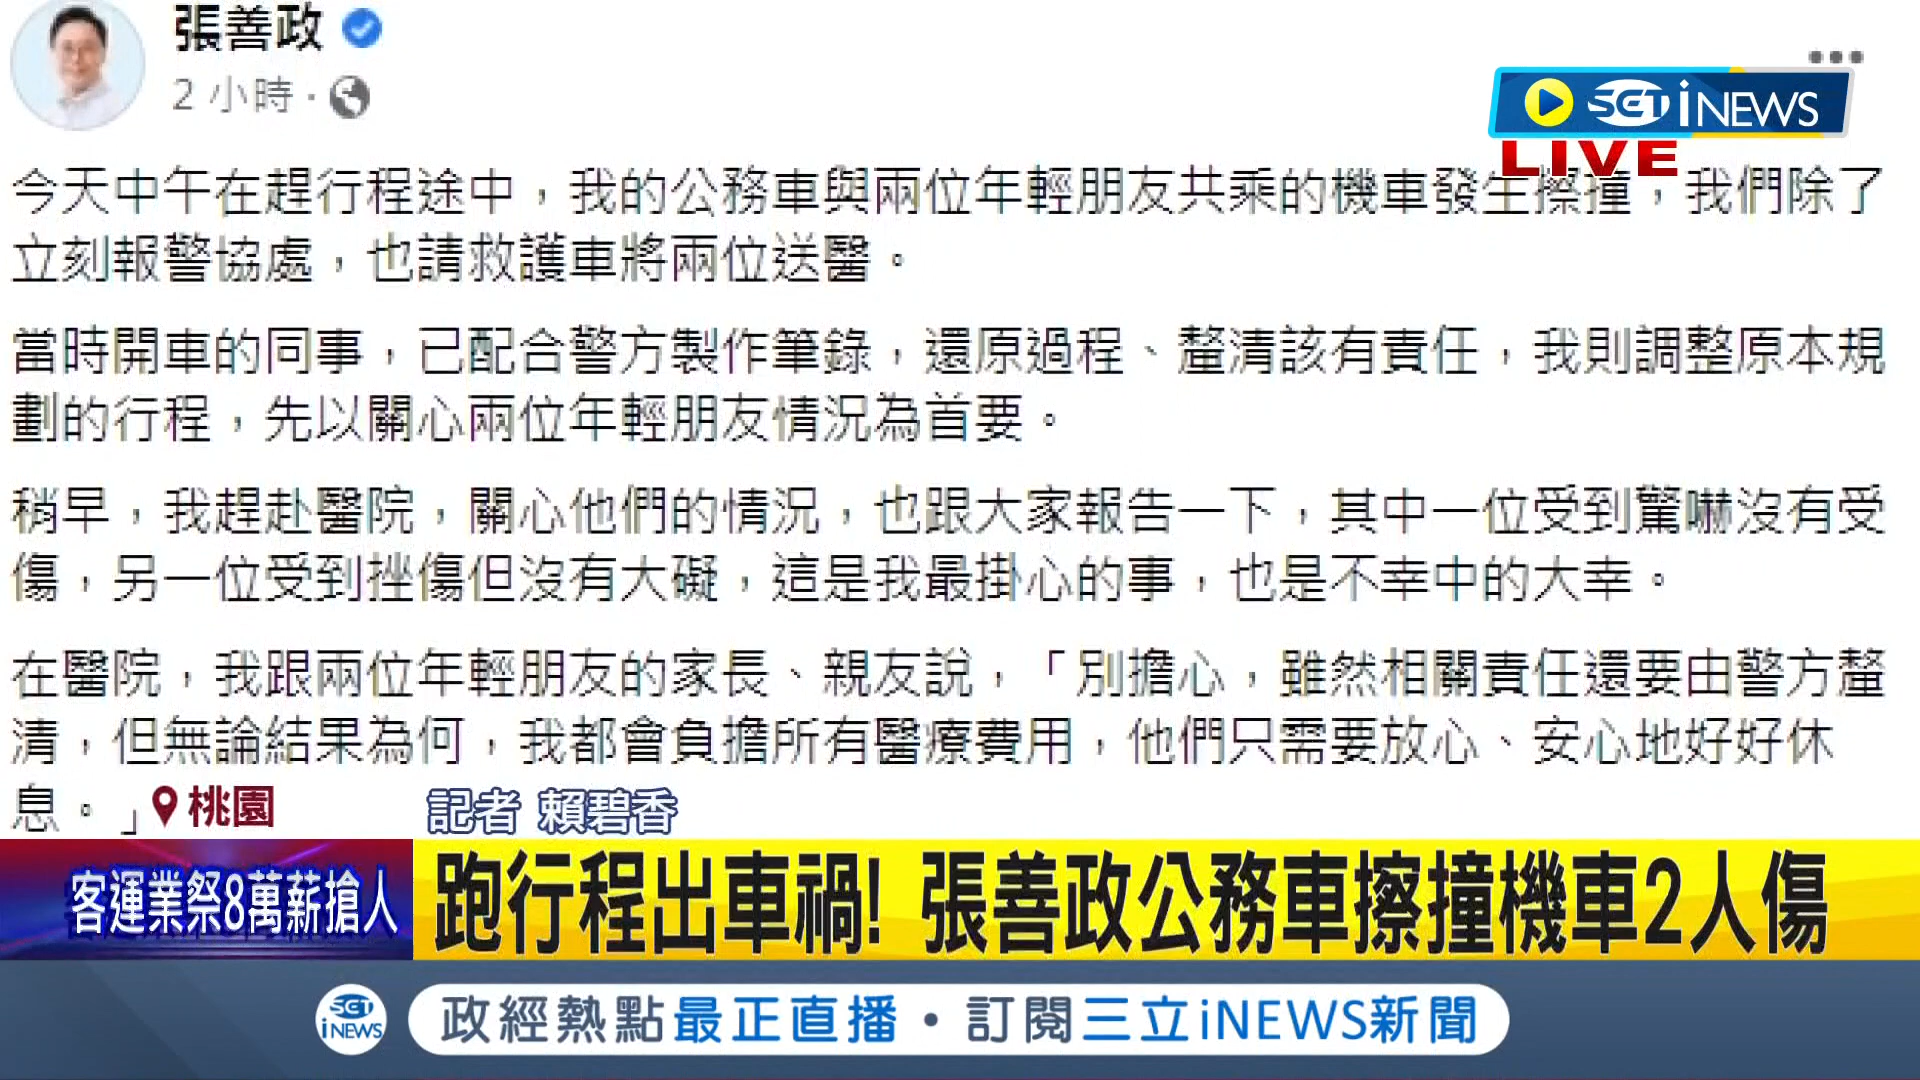 張善政
2 小時·
SET iNEWS
LIVE
今天中午在趕行程途中，我的公務車與兩位年輕朋友共乘的機車發生擦撞，我們除了
立刻報警協處，也請救護車將兩位送醫。
當時開車的同事，已配合警方製作筆錄，還原過程、釐清該有責任，我則調整原本規
劃的行程，先以關心兩位年輕朋友情況為首要。
稍早，我趕赴醫院，關心他們的情況，也跟大家報告一下，其中一位受到驚嚇沒有受
傷，另一位受到挫傷但沒有大礙，這是我最掛心的事，也是不幸中的大幸。
在醫院，我跟兩位年輕朋友的家長、親友說，「別擔心，雖然相關責任還要由警方釐
清，但無論結果為何，我都會負擔所有醫療費用，他們只需要放心、安心地好好休
息。」
桃園
記者 賴碧香
客運業祭8萬薪搶人
跑行程出車禍! 張善政公務車擦撞機車2人傷
SET iNEWS
政經熱點最正直播・訂閱三立iNEWS新聞